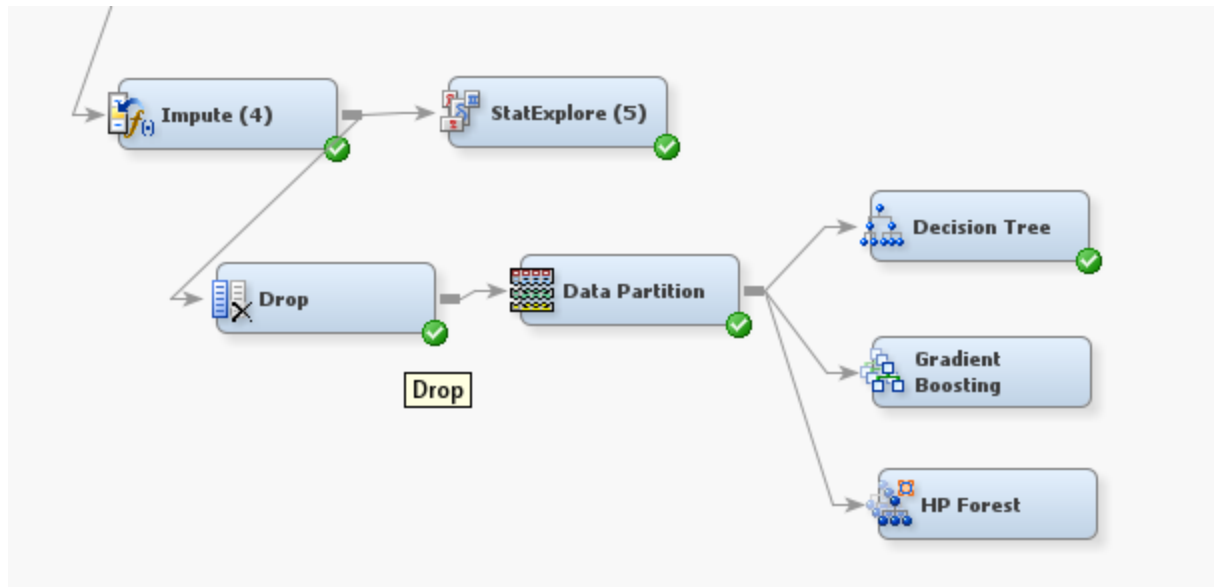 Impute (4)
StatExplore (5)
Decision Tree
Drop
Data Partition
Gradient
Boosting
Drop
HP Forest